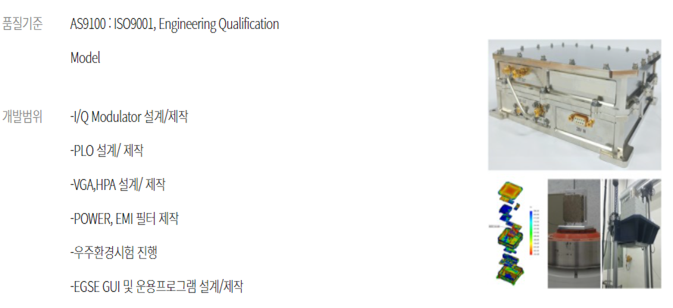 품질기준 AS9100 : ISO9001, Engineering Qualification
Model
개발범위 -I/Q Modulator 설계/제작
-PLO 설계/ 제작
-VGA,HPA 설계/ 제작
-POWER, EMI 필터 제작
-우주환경시험 진행
-EGSE GUI 및 운용프로그램 설계/제작